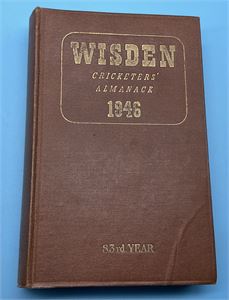 WISDEN
CRICKETERS'
ALMANACK
1946
83rd YEAR